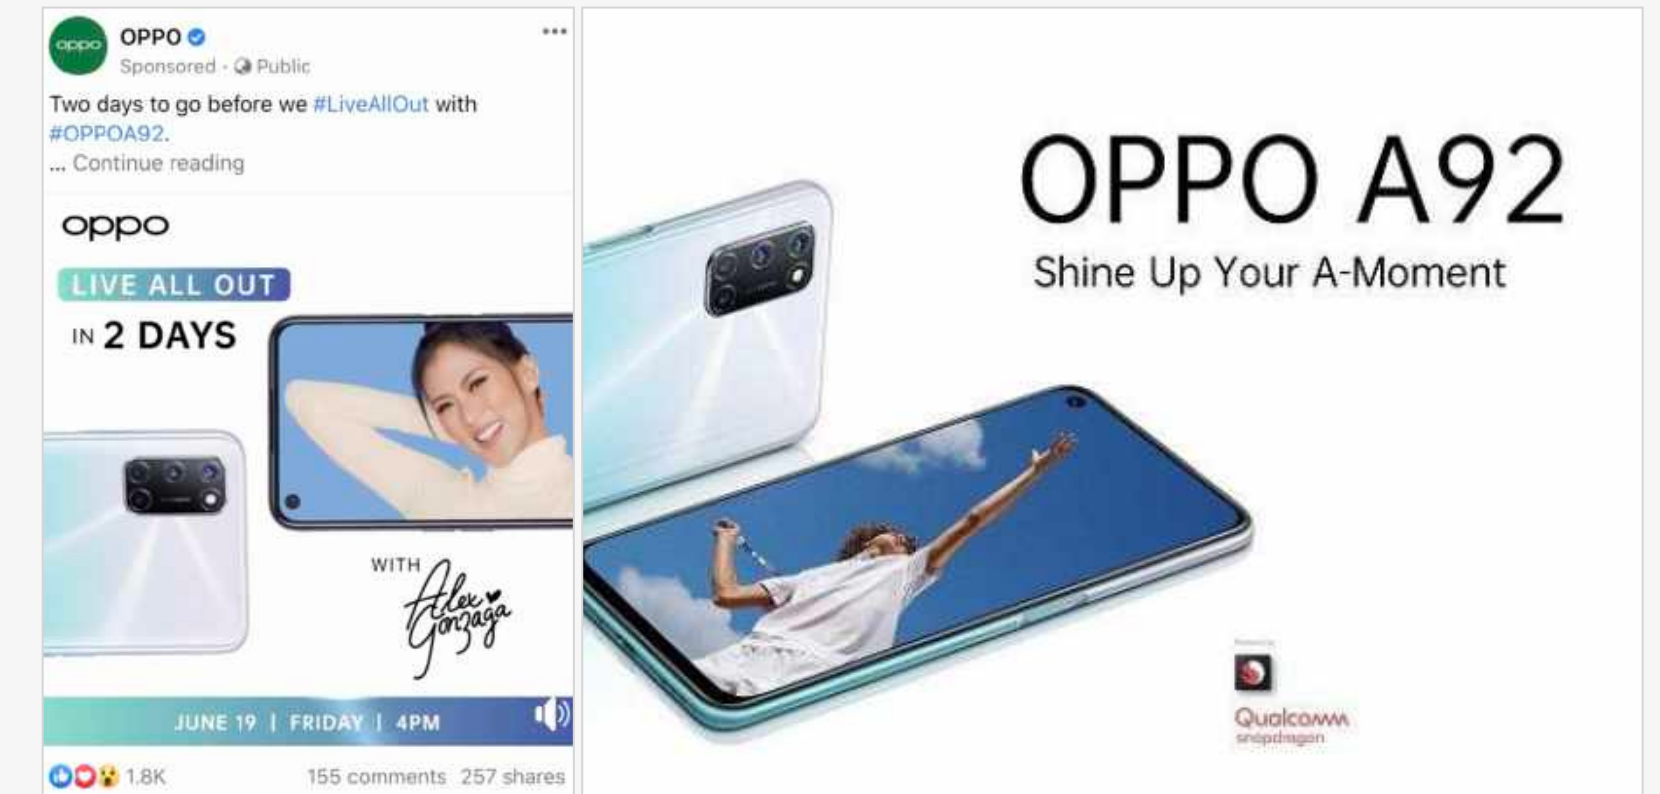 oppo
OPPO
Sponsored · Public
Two days to go before we #LiveAllOut with
#OPPOA92.
... Continue reading
oppo
LIVE ALL OUT
IN 2 DAYS
WITH
Alex
Gonzaga
JUNE 19 | FRIDAY | 4PM
1.8K
155 comments 257 shares
OPPO A92
Shine Up Your A-Moment
Qualcomm
snapdragon